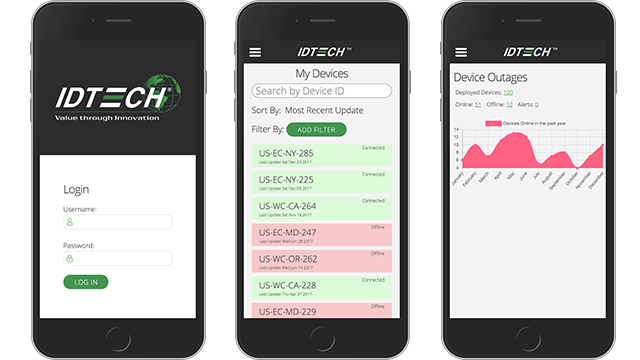 IDTECH®
Value through Innovation
Login
Username:
Password:
LOG IN
IDTECH™
My Devices
Search by Device ID
Sort By: Most Recent Update
Filter By: ADD FILTER
US-EC-NY-285 Connected
Last Update Sat Dec 23 2017
US-EC-NY-225 Connected
Last Update Sat Dec 09 2017
US-WC-CA-264 Connected
Last Update Sat Nov 18 2017
US-EC-MD-247 Offline
Last Update Wed Jun 28 2017
US-WC-OR-262 Offline
Last Update Wed Jun 14 2017
US-WC-CA-228 Connected
Last Update Thu Apr 27 2017
US-EC-MD-229 Offline
IDTECH™
Device Outages
Deployed Devices: 100
Online: 51 Offline: 10 Alerts: 0
Devices Online in the past year
14
12
10
8
6
4
January
February
March
April
May
June
July
August
September
October
November
December